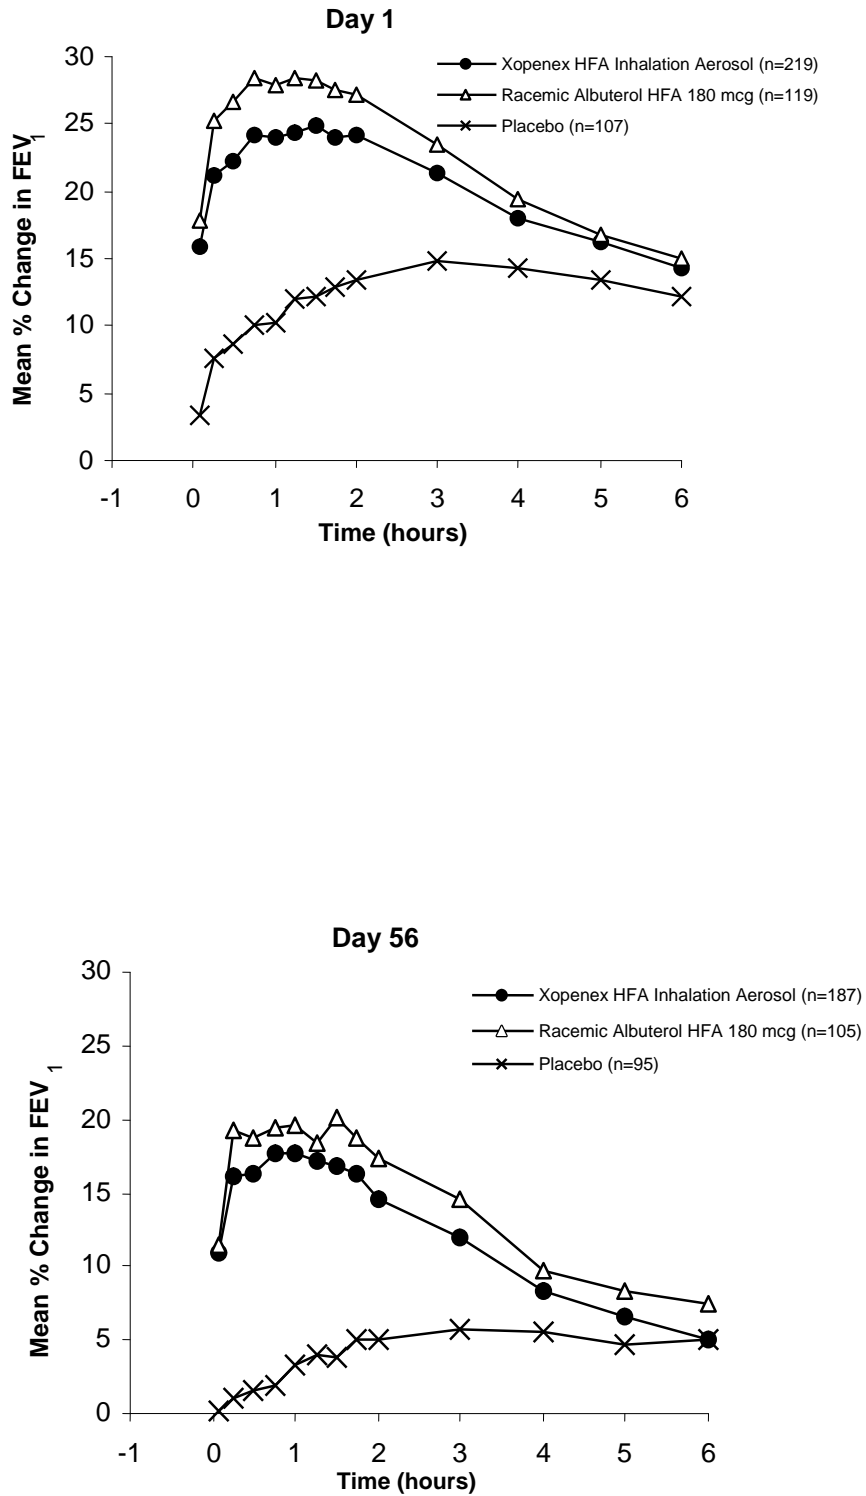 Day 1
Xopenex HFA Inhalation Aerosol (n=219)
Racemic Albuterol HFA 180 mcg (n=119)
Placebo (n=107)
Mean % Change in FEV1
30
25
20
15
10
5
0
-1 0 1 2 3 4 5 6
Time (hours)
Day 56
Xopenex HFA Inhalation Aerosol (n=187)
Racemic Albuterol HFA 180 mcg (n=105)
Placebo (n=95)
Mean % Change in FEV 1
30
25
20
15
10
5
0
-1 0 1 2 3 4 5 6
Time (hours)